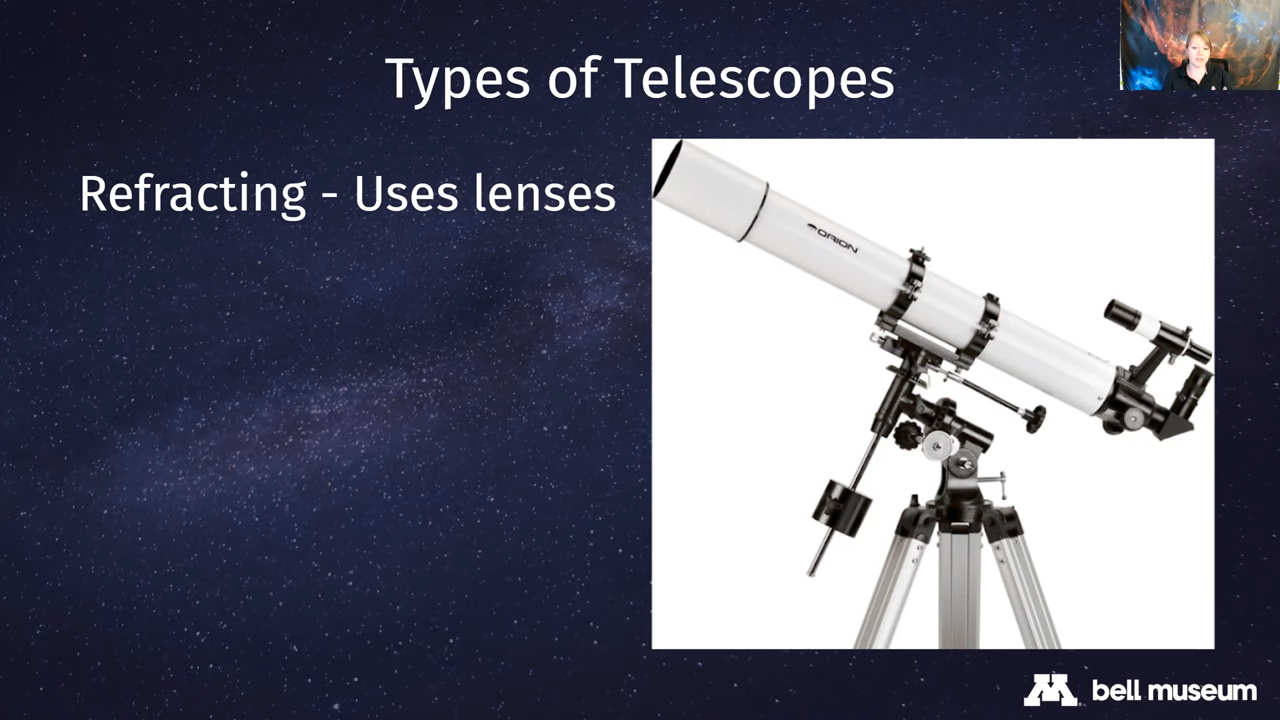 Types of Telescopes
Refracting - Uses lenses
ORION
M bell museum